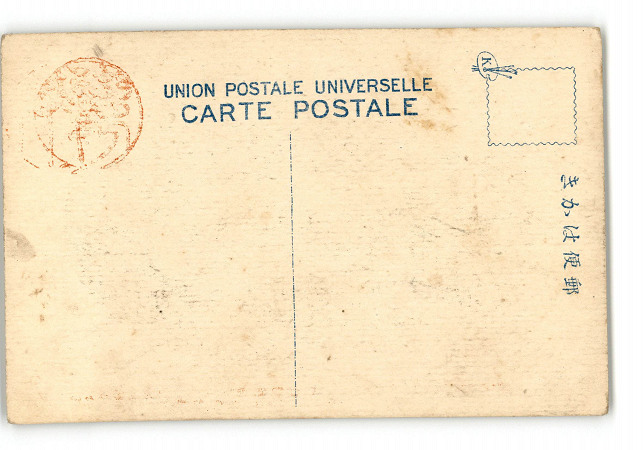 UNION POSTALE UNIVERSELLE
CARTE POSTALE
K
きかは便郵